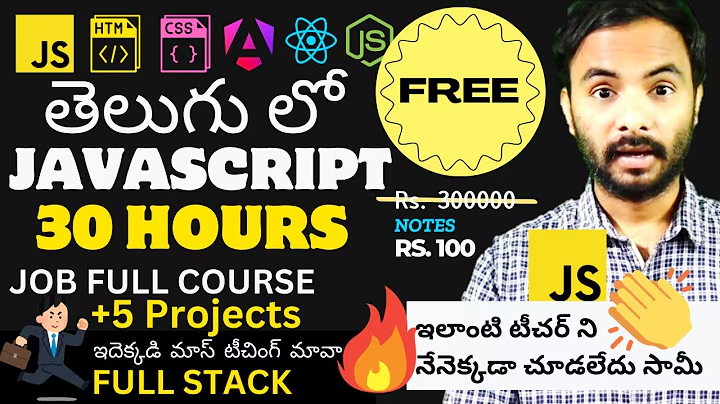 JS
HTM
CSS
JS
తెలుగు లో
FREE
JAVASCRIPT
Rs. 300000
30 HOURS
NOTES
RS. 100
JOB FULL COURSE
JS
+5 Projects
ఇదెక్కడి మాస్ టీచింగ్ మావా
FULL STACK
ఇలాంటి టీచర్ ని
నేనెక్కడా చూడలేదు సామీ